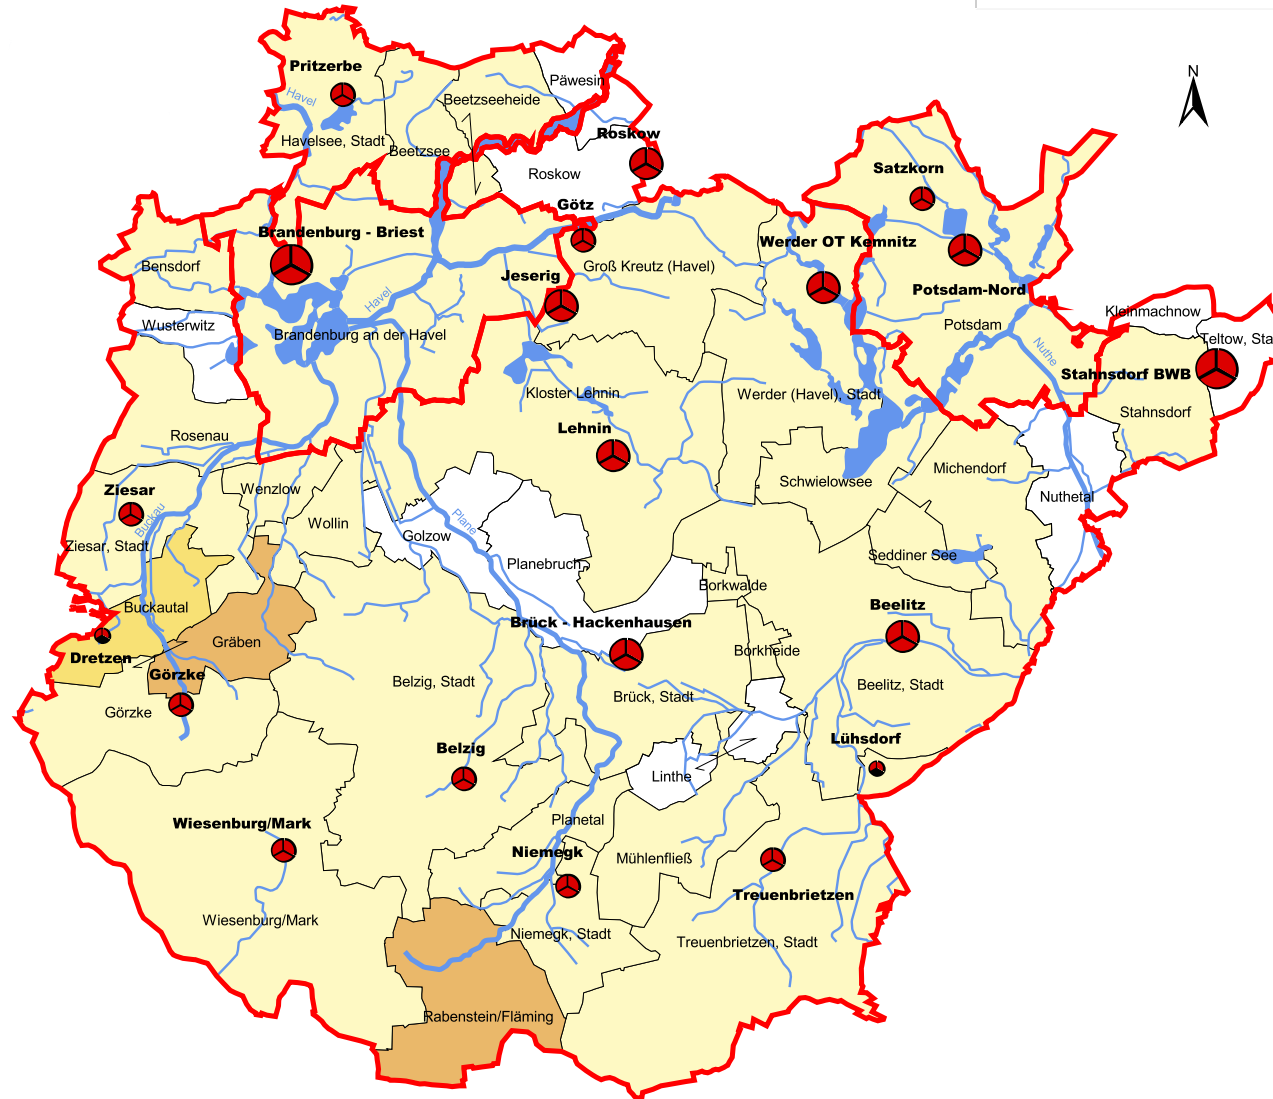 N
Pritzerbe
Päwesin
Havel
Beetzseeheide
Roskow
Havelsee, Stadt
Beetzsee
Roskow
Satzkorn
Götz
Brandenburg - Briest
Werder OT Kemnitz
Bensdorf
Groß Kreutz (Havel)
Jeserig
Potsdam-Nord
Havel
Kleinmachnow
Wusterwitz
Potsdam
Brandenburg an der Havel
Teltow, Sta
Nuthe
Stahnsdorf BWB
Kloster Lehnin
Werder (Havel), Stadt
Stahnsdorf
Lehnin
Rosenau
Michendorf
Schwielowsee
Ziesar
Wenzlow
Nuthetal
Buckau
Wollin
Plane
Golzow
Ziesar, Stadt
Seddiner See
Planebruch
Borkwalde
Buckautal
Beelitz
Brück - Hackenhausen
Gräben
Dretzen
Borkheide
Görzke
Belzig, Stadt
Brück, Stadt
Beelitz, Stadt
Görzke
Lühsdorf
Belzig
Linthe
Wiesenburg/Mark
Planetal
Niemegk
Mühlenfließ
Treuenbrietzen
Wiesenburg/Mark
Niemegk, Stadt
Treuenbrietzen, Stadt
Rabenstein/Fläming